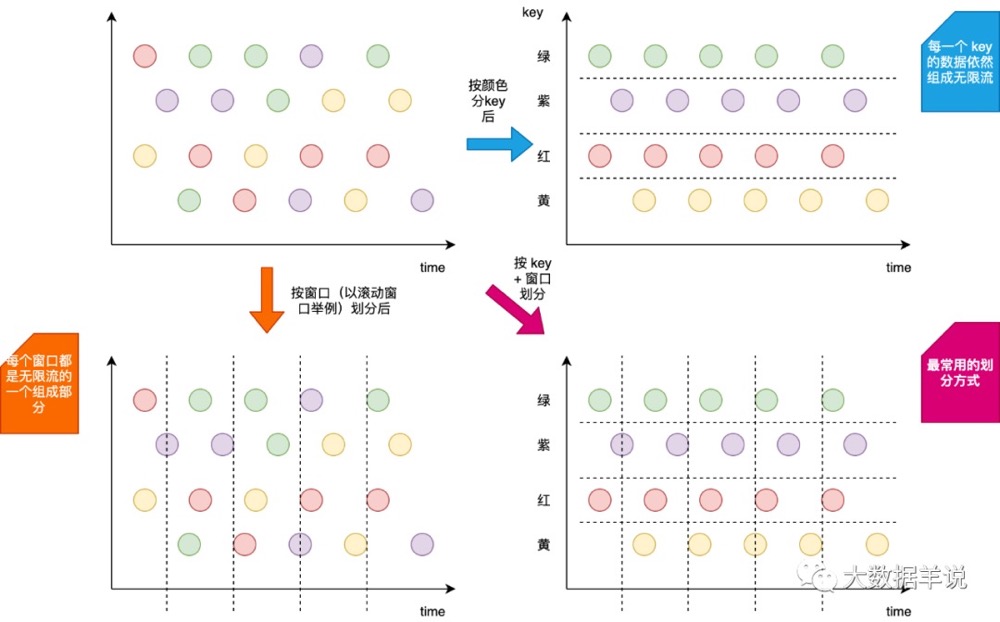 key
绿
紫
红
黄
time
time
按颜色
分key
后
每一个 key
的数据依然
组成无限流
按窗口（以滚动窗
口举例）划分后
按 key
+ 窗口
划分
每个窗口都
是无限流的
一个组成部
分
最常用的划
分方式
绿
紫
红
黄
time
time
大数据羊说